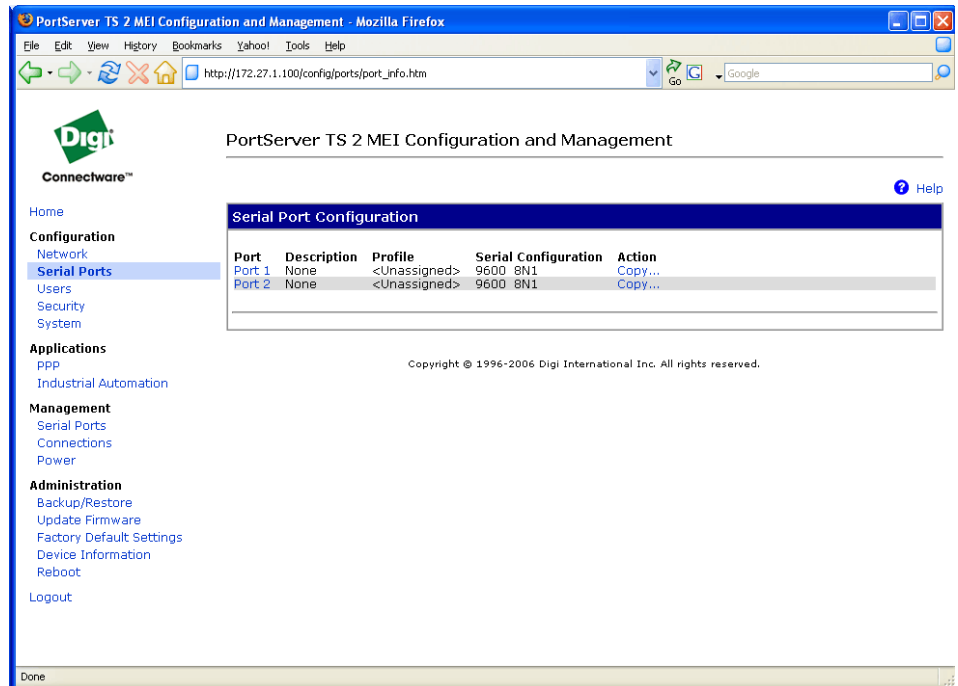 PortServer TS 2 MEI Configuration and Management - Mozilla Firefox
File Edit View History Bookmarks Yahoo! Tools Help
http://172.27.1.100/config/ports/port_info.htm Go G Google
Digi
Connectware™
PortServer TS 2 MEI Configuration and Management
? Help
Home
Configuration
Network
Serial Ports
Users
Security
System
Applications
PPP
Industrial Automation
Management
Serial Ports
Connections
Power
Administration
Backup/Restore
Update Firmware
Factory Default Settings
Device Information
Reboot
Logout
Serial Port Configuration
Port Description Profile Serial Configuration Action
Port 1 None <Unassigned> 9600 8N1 Copy...
Port 2 None <Unassigned> 9600 8N1 Copy...
Copyright © 1996-2006 Digi International Inc. All rights reserved.
Done